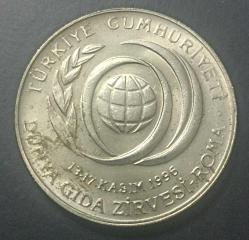 TÜRKİYE CUMHURİYETİ
13-17 KASIM 1996
DÜNYA GIDA ZİRVESİ-ROMA